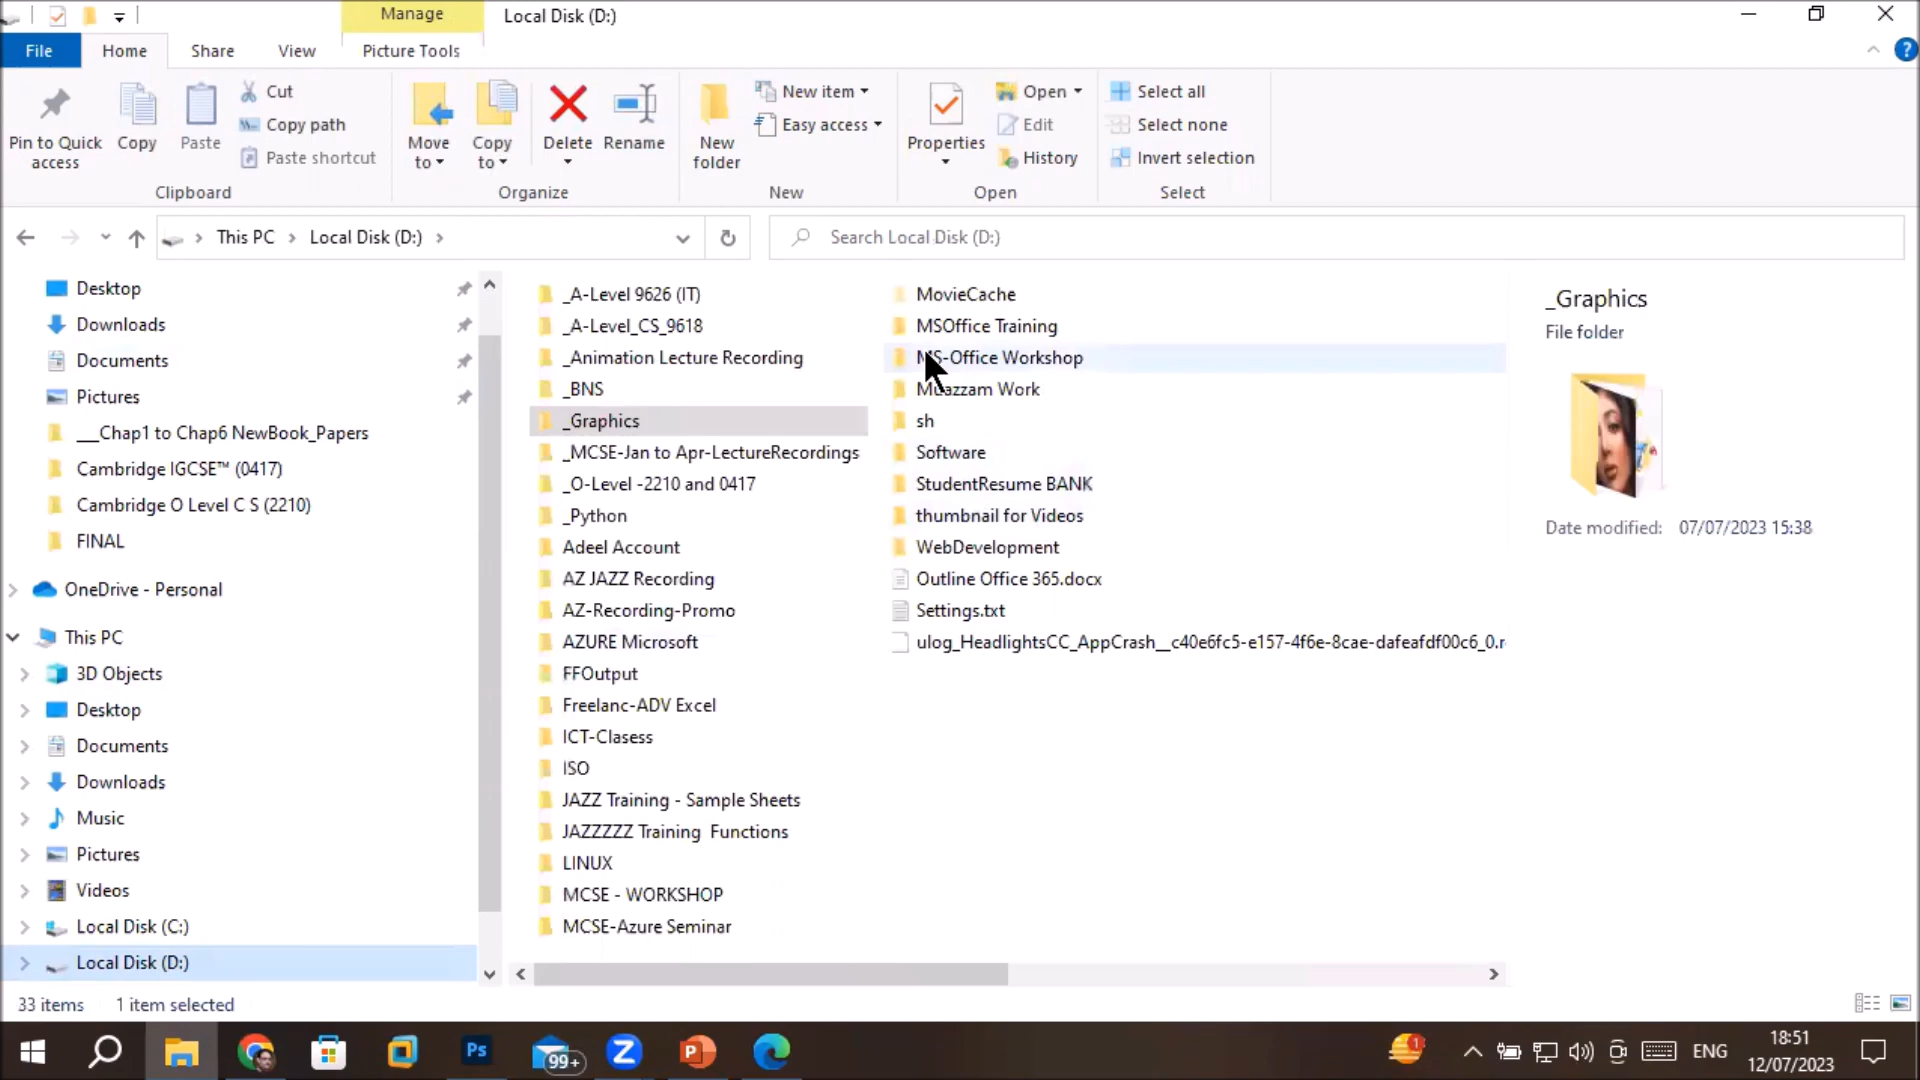 Manage
Local Disk (D:)
File
Home
Share
View
Picture Tools
Pin to Quick access
Copy
Paste
Cut
Copy path
Paste shortcut
Clipboard
Move to
Copy to
Delete
Rename
Organize
New folder
New item
Easy access
New
Properties
Open
Edit
History
Open
Select all
Select none
Invert selection
Select
This PC
Local Disk (D:)
Search Local Disk (D:)
Desktop
Downloads
Documents
Pictures
___Chap1 to Chap6 NewBook_Papers
Cambridge IGCSE™ (0417)
Cambridge O Level C S (2210)
FINAL
OneDrive - Personal
This PC
3D Objects
Desktop
Documents
Downloads
Music
Pictures
Videos
Local Disk (C:)
Local Disk (D:)
_A-Level 9626 (IT)
_A-Level_CS_9618
_Animation Lecture Recording
_BNS
_Graphics
_MCSE-Jan to Apr-LectureRecordings
_O-Level -2210 and 0417
_Python
Adeel Account
AZ JAZZ Recording
AZ-Recording-Promo
AZURE Microsoft
FFOutput
Freelanc-ADV Excel
ICT-Clasess
ISO
JAZZ Training - Sample Sheets
JAZZZZZ Training Functions
LINUX
MCSE - WORKSHOP
MCSE-Azure Seminar
MovieCache
MSOffice Training
MS-Office Workshop
Muazzam Work
sh
Software
StudentResume BANK
thumbnail for Videos
WebDevelopment
Outline Office 365.docx
Settings.txt
ulog_HeadlightsCC_AppCrash__c40e6fc5-e157-4f6e-8cae-dafeafdf00c6_0.r
_Graphics
File folder
Date modified: 07/07/2023 15:38
33 items
1 item selected
Ps
99+
Z
P
1
ENG
18:51
12/07/2023